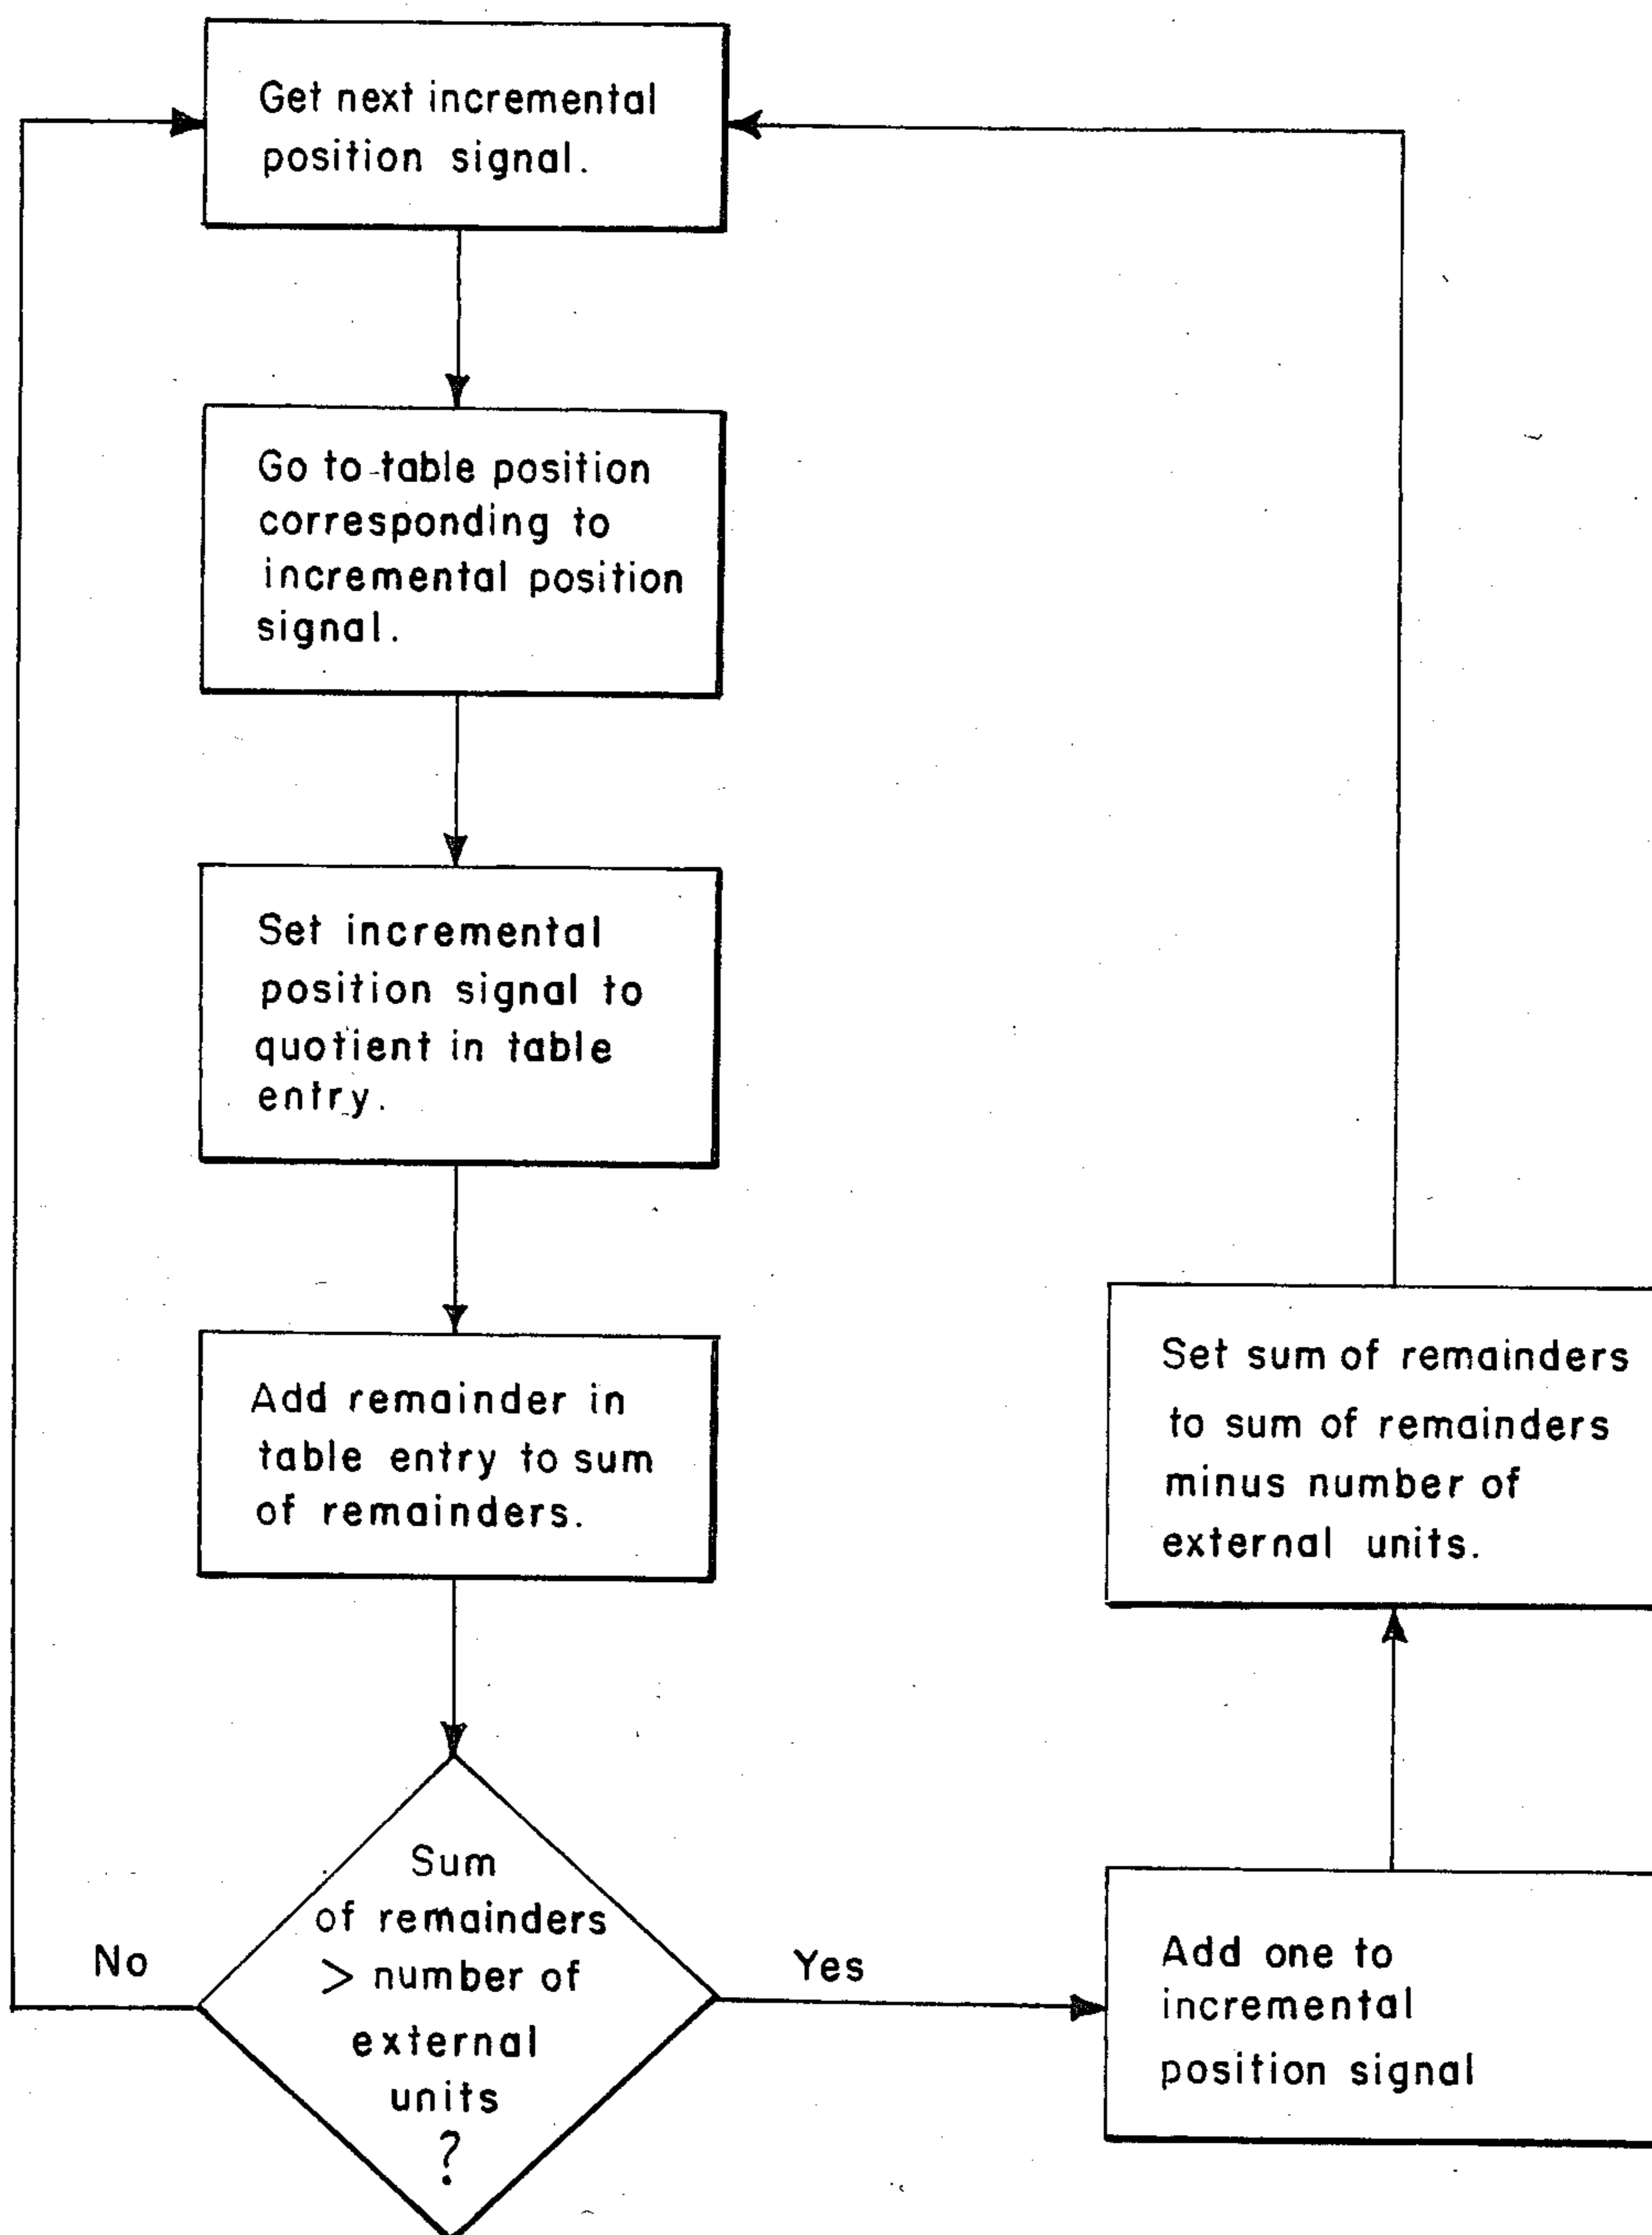 Get next incremental
position signal.
Go to table position
corresponding to
incremental position
signal.
Set incremental
position signal to
quotient in table
entry.
Add remainder in
table entry to sum
of remainders.
Sum
of remainders
> number of
external
units
?
No
Yes
Add one to
incremental
position signal
Set sum of remainders
to sum of remainders
minus number of
external units.